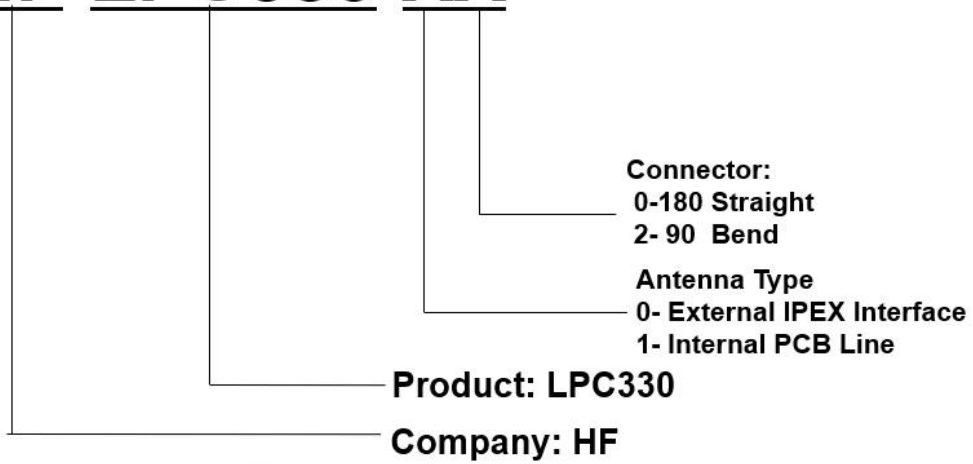 Connector:
0-180 Straight
2- 90 Bend
Antenna Type
0- External IPEX Interface
1- Internal PCB Line
Product: LPC330
Company: HF